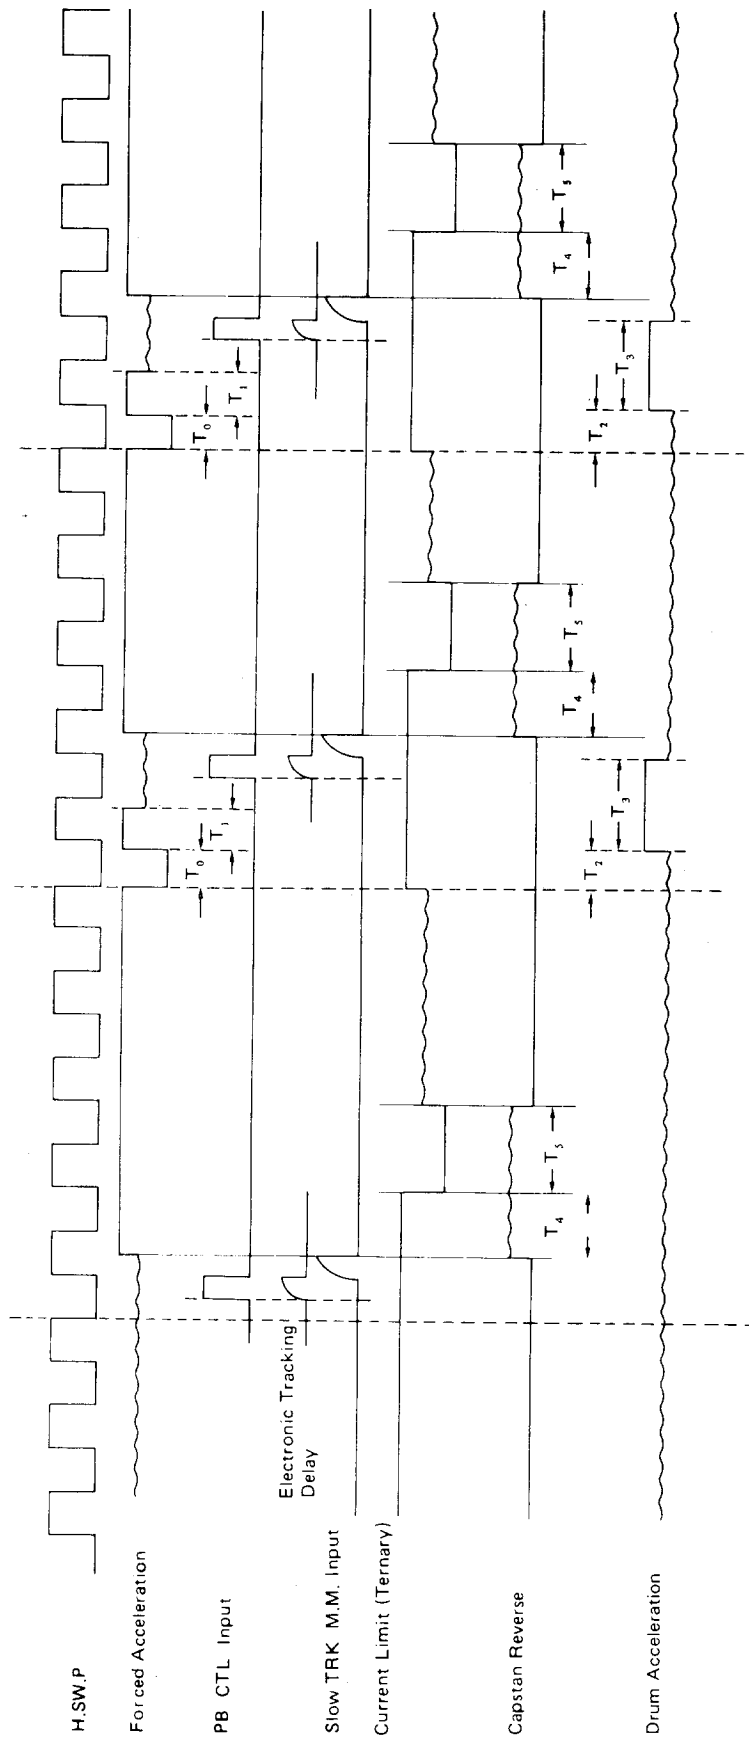 H.SW.P
Forced Acceleration
T₀
T₁
T₀
T₁
PB CTL Input
Electronic Tracking
Delay
Slow TRK M.M. Input
Current Limit (Ternary)
Capstan Reverse
T₄
T₅
T₄
T₅
T₄
T₅
Drum Acceleration
T₂
T₃
T₂
T₃